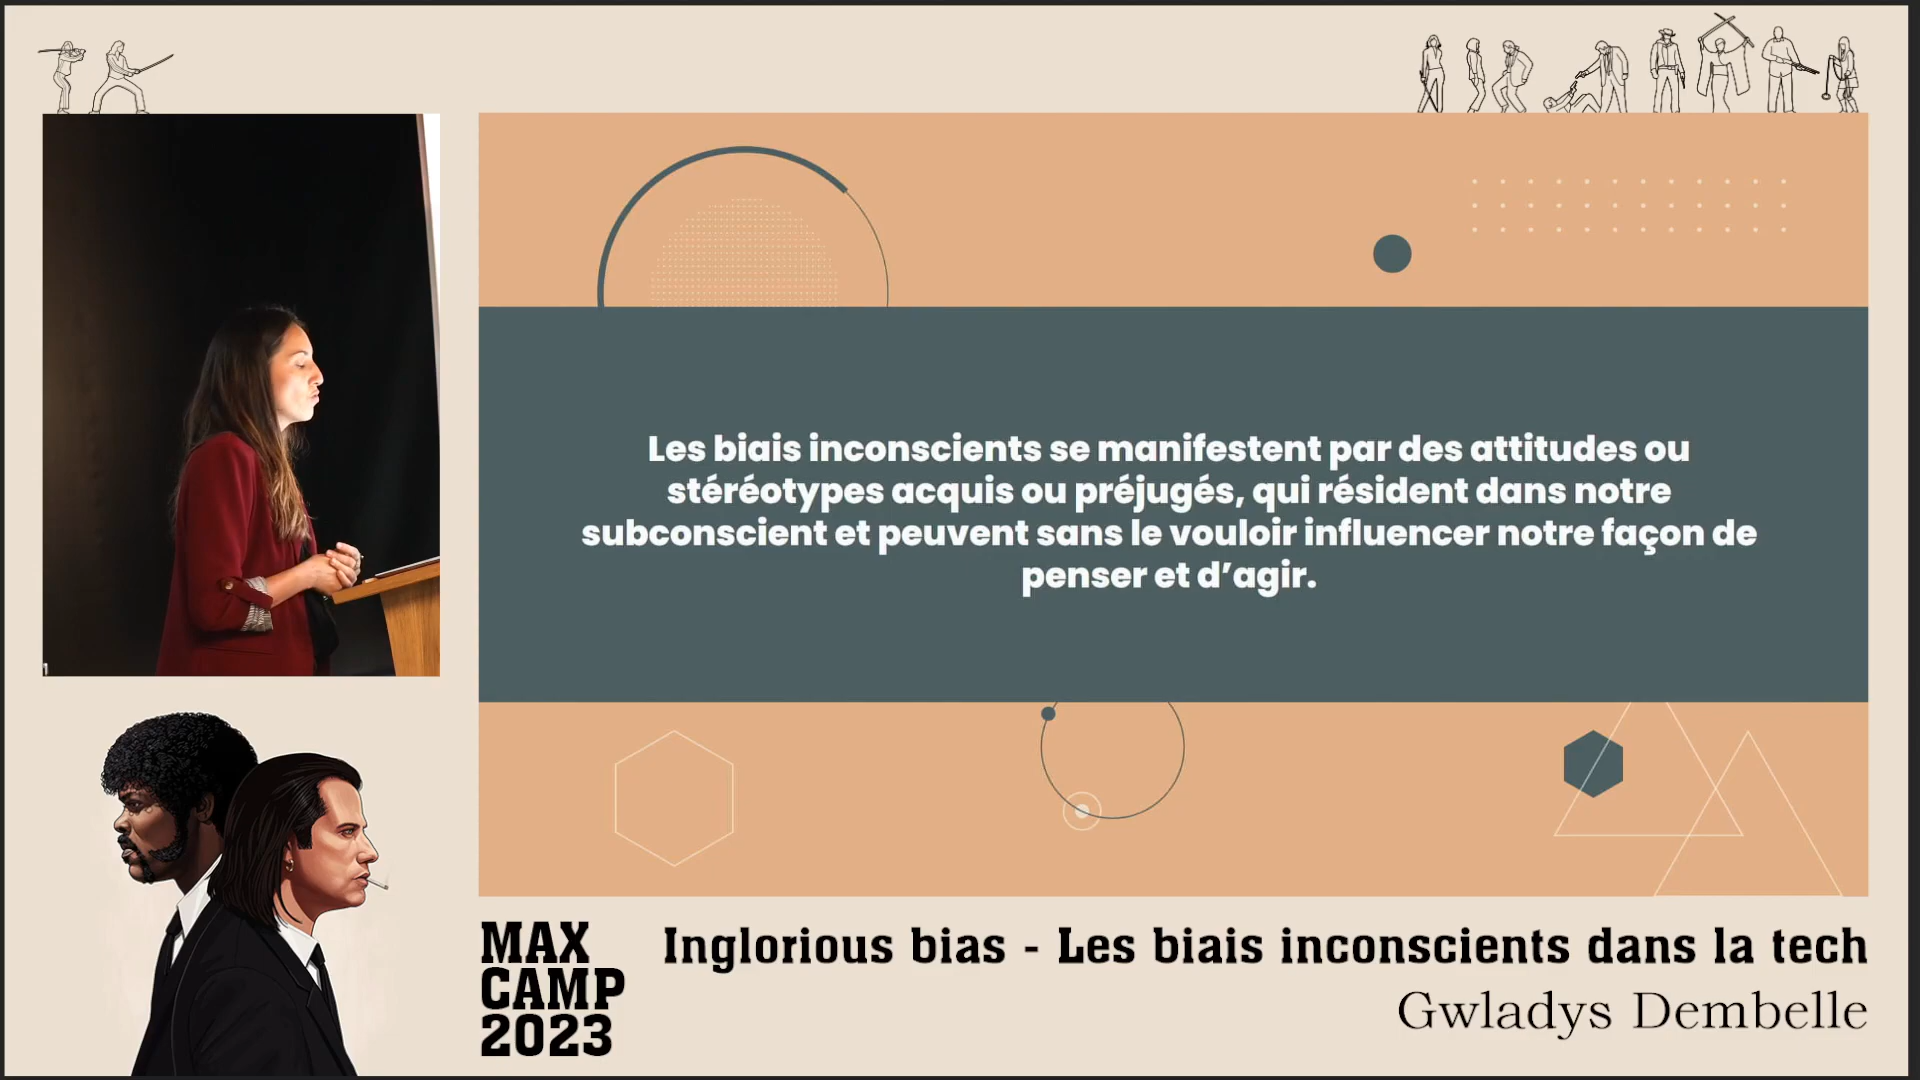 Les biais inconscients se manifestent par des attitudes ou
stéréotypes acquis ou préjugés, qui résident dans notre
subconscient et peuvent sans le vouloir influencer notre façon de
penser et d’agir.
MAX
CAMP
2023
Inglorious bias - Les biais inconscients dans la tech
Gwladys Dembelle